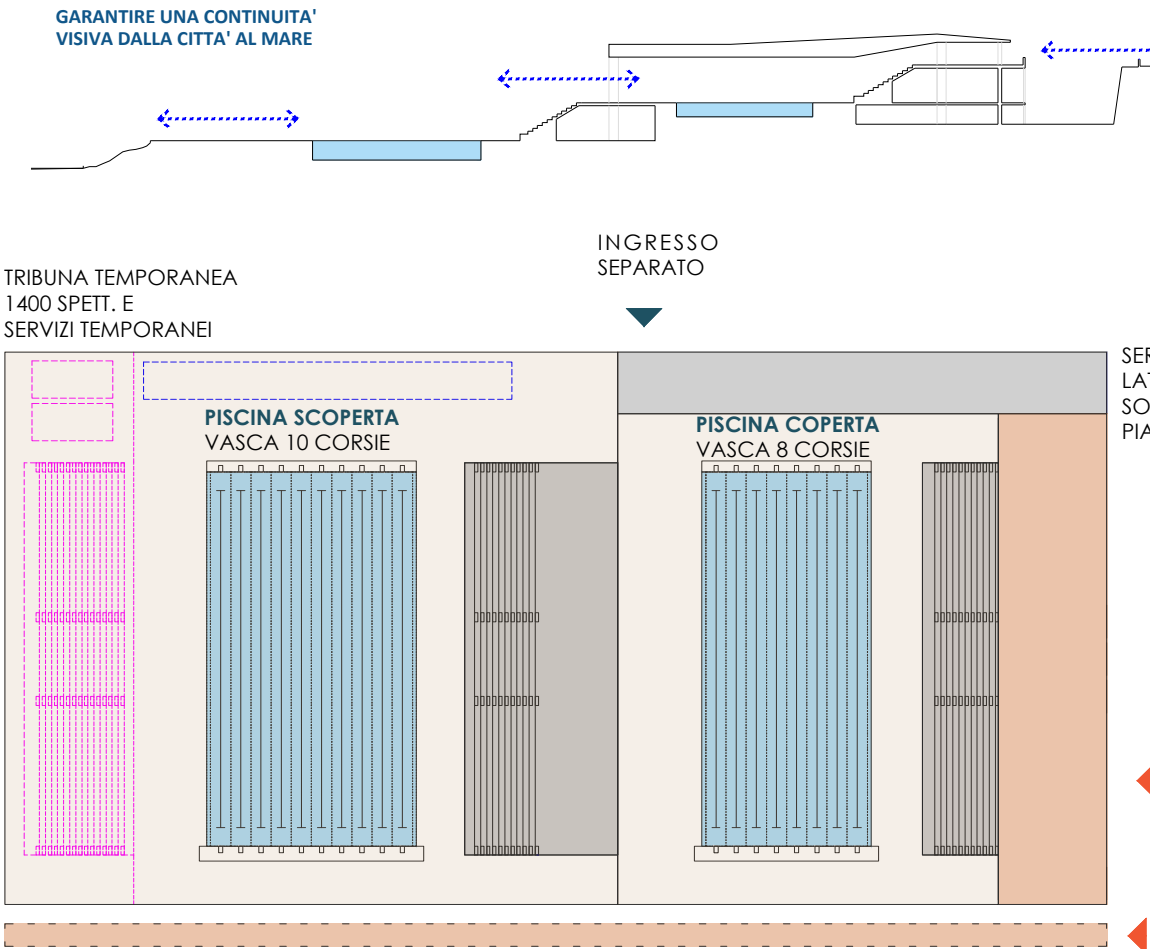 GARANTIRE UNA CONTINUITA'
VISIVA DALLA CITTA' AL MARE
INGRESSO
SEPARATO
TRIBUNA TEMPORANEA
1400 SPETT. E
SERVIZI TEMPORANEI
PISCINA SCOPERTA
VASCA 10 CORSIE
PISCINA COPERTA
VASCA 8 CORSIE